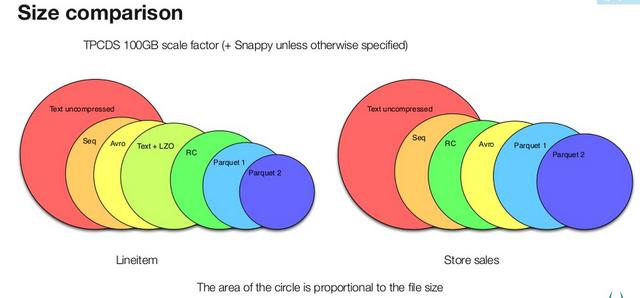 Size comparison
TPCDS 100GB scale factor (+ Snappy unless otherwise specified)
Text uncompressed
Seq
Avro
Text + LZO
RC
Parquet 1
Parquet 2
Text uncompressed
Seq
RC
Avro
Parquet 1
Parquet 2
Lineitem
Store sales
The area of the circle is proportional to the file size